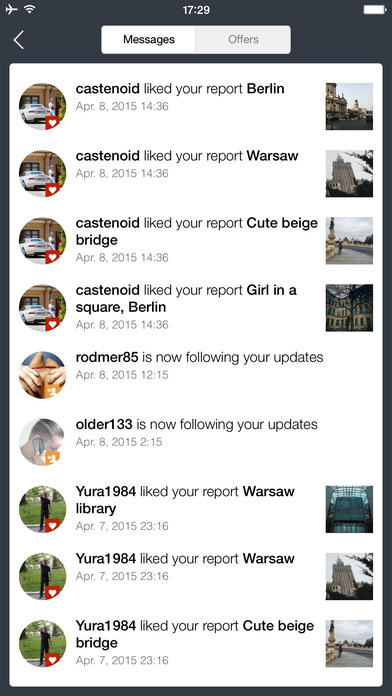 17:29
Messages
Offers
castenoid liked your report Berlin
Apr. 8, 2015 14:36
castenoid liked your report Warsaw
Apr. 8, 2015 14:36
castenoid liked your report Cute beige
bridge
Apr. 8, 2015 14:36
castenoid liked your report Girl in a
square, Berlin
Apr. 8, 2015 14:36
rodmer85 is now following your updates
Apr. 8, 2015 12:15
older133 is now following your updates
Apr. 8, 2015 2:15
Yura1984 liked your report Warsaw
library
Apr. 7, 2015 23:16
Yura1984 liked your report Warsaw
Apr. 7, 2015 23:16
Yura1984 liked your report Cute beige
bridge
Apr. 7, 2015 23:16